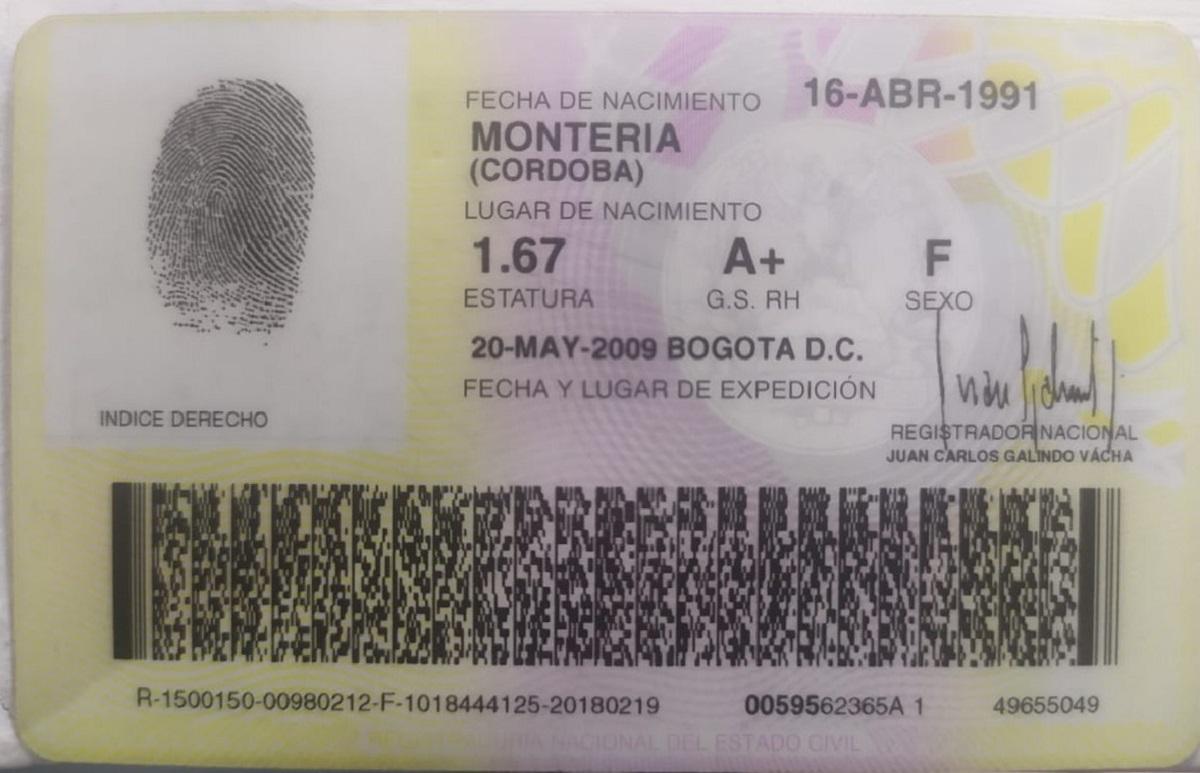 FECHA DE NACIMIENTO 16-ABR-1991
MONTERIA
(CORDOBA)
LUGAR DE NACIMIENTO
1.67 A+ F
ESTATURA G.S. RH SEXO
20-MAY-2009 BOGOTA D.C.
FECHA Y LUGAR DE EXPEDICIÓN
INDICE DERECHO
REGISTRADOR NACIONAL
JUAN CARLOS GALINDO VÁCHA
R-1500150-00980212-F-1018444125-20180219 0059562365A 1 49655049
REGISTRADURIA NACIONAL DEL ESTADO CIVIL